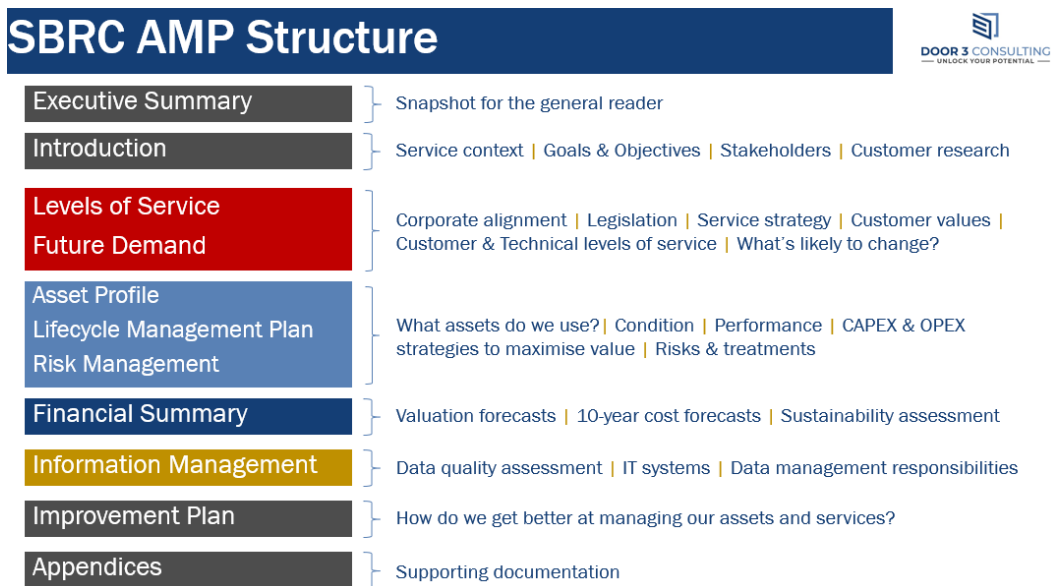 SBRC AMP Structure
DOOR 3 CONSULTING
UNLOCK YOUR POTENTIAL
Executive Summary
Snapshot for the general reader
Introduction
Service context | Goals & Objectives | Stakeholders | Customer research
Levels of Service
Future Demand
Corporate alignment | Legislation | Service strategy | Customer values |
Customer & Technical levels of service | What's likely to change?
Asset Profile
Lifecycle Management Plan
Risk Management
What assets do we use?| Condition | Performance | CAPEX & OPEX
strategies to maximise value | Risks & treatments
Financial Summary
Valuation forecasts | 10-year cost forecasts | Sustainability assessment
Information Management
Data quality assessment | IT systems | Data management responsibilities
Improvement Plan
How do we get better at managing our assets and services?
Appendices
Supporting documentation